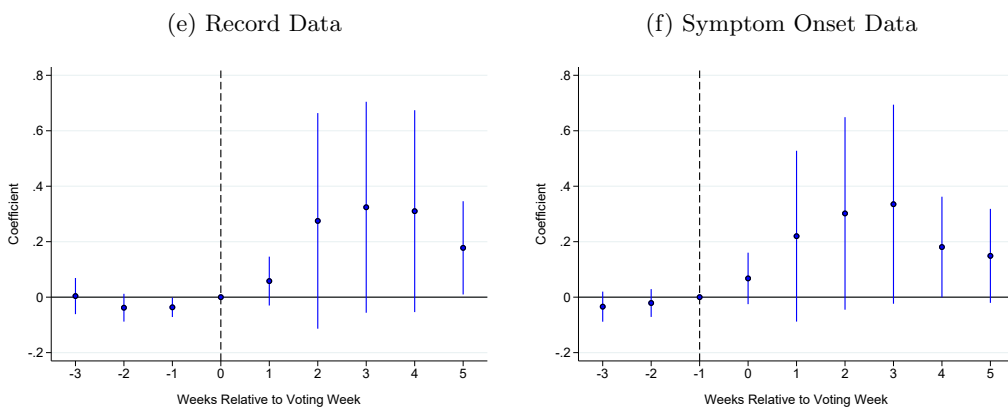 (e) Record Data
.8
.6
.4
.2
0
-.2
Coefficient
-3 -2 -1 0 1 2 3 4 5
Weeks Relative to Voting Week
(f) Symptom Onset Data
.8
.6
.4
.2
0
-.2
Coefficient
-3 -2 -1 0 1 2 3 4 5
Weeks Relative to Voting Week